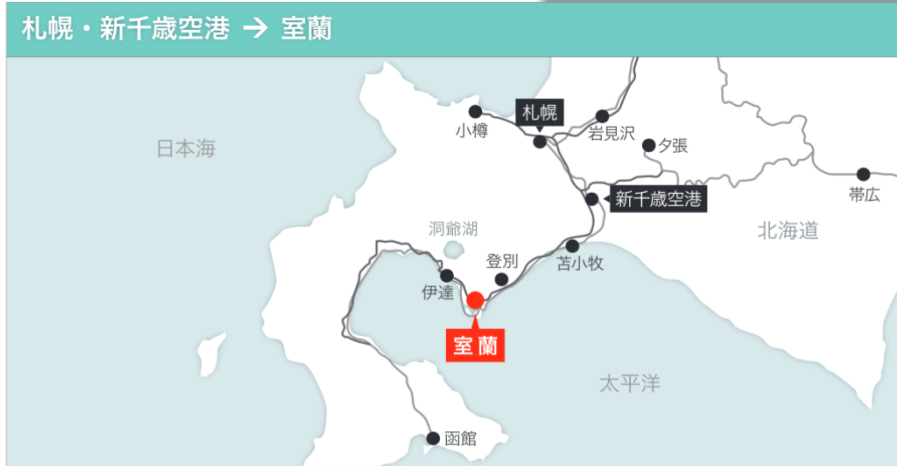 札幌・新千歳空港 → 室蘭
札幌
小樽
岩見沢
日本海
夕張
帯広
新千歳空港
洞爺湖
北海道
登別
苫小牧
伊達
室蘭
太平洋
函館